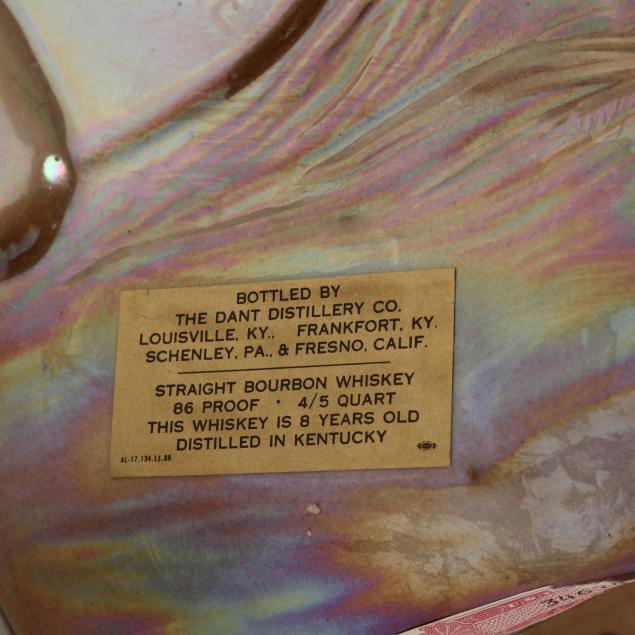 BOTTLED BY
THE DANT DISTILLERY CO.
LOUISVILLE, KY., FRANKFORT, KY.
SCHENLEY, PA., & FRESNO, CALIF.
STRAIGHT BOURBON WHISKEY
86 PROOF • 4/5 QUART
THIS WHISKEY IS 8 YEARS OLD
DISTILLED IN KENTUCKY
AL-17.134.LS.00